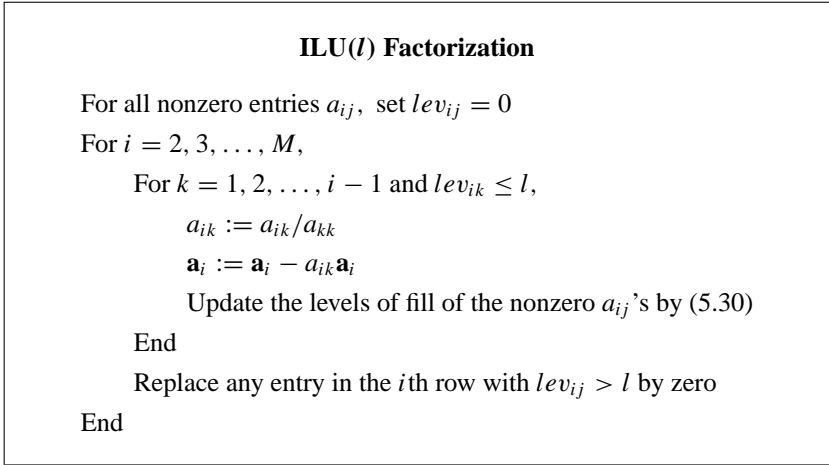 ILU(l) Factorization
For all nonzero entries a_{ij}, set lev_{ij} = 0
For i = 2, 3, . . . , M,
For k = 1, 2, . . . , i − 1 and lev_{ik} ≤ l,
a_{ik} := a_{ik}/a_{kk}
a_i := a_i − a_{ik}a_i
Update the levels of fill of the nonzero a_{ij}'s by (5.30)
End
Replace any entry in the ith row with lev_{ij} > l by zero
End